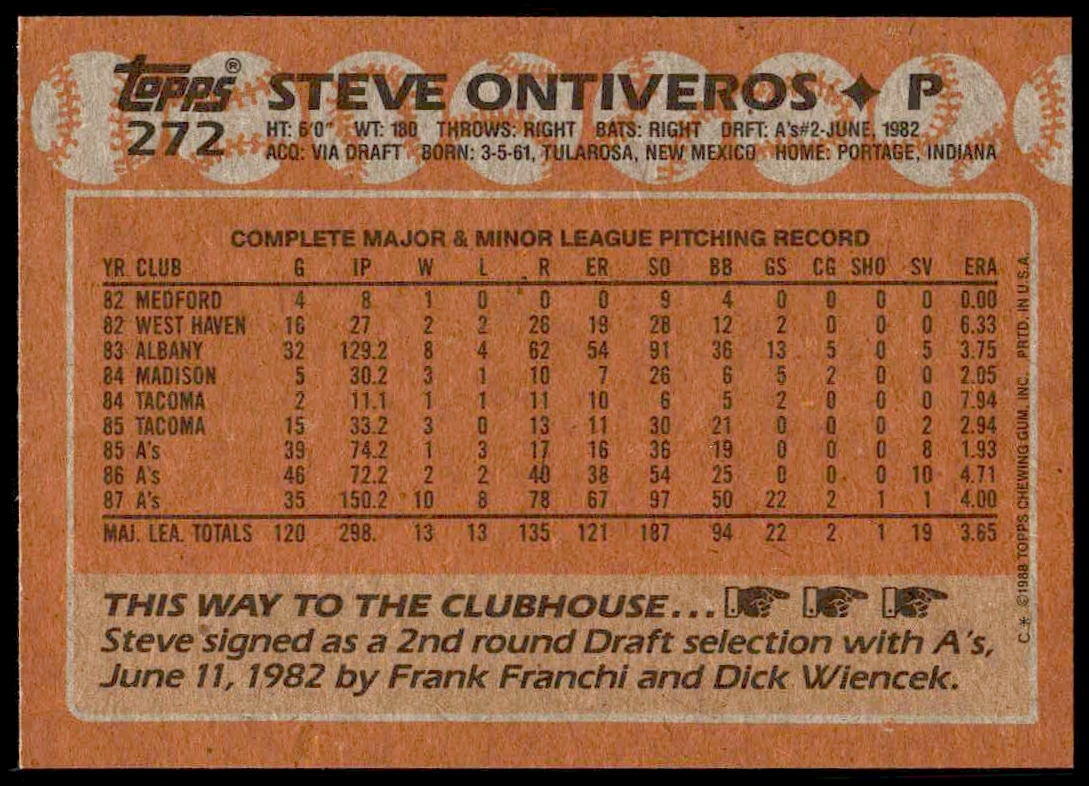 topps® STEVE ONTIVEROS ✦ P
272
HT: 6'0" WT: 180 THROWS: RIGHT BATS: RIGHT DRFT: A's#2-JUNE, 1982
ACQ: VIA DRAFT BORN: 3-5-61, TULAROSA, NEW MEXICO HOME: PORTAGE, INDIANA
COMPLETE MAJOR & MINOR LEAGUE PITCHING RECORD
YR CLUB G IP W L R ER SO BB GS CG SHO SV ERA
82 MEDFORD 4 8 1 0 0 0 9 4 0 0 0 0 0.00
82 WEST HAVEN 16 27 2 2 26 19 28 12 2 0 0 0 6.33
83 ALBANY 32 129.2 8 4 62 54 91 36 13 5 0 5 3.75
84 MADISON 5 30.2 3 1 10 7 26 6 5 2 0 0 2.05
84 TACOMA 2 11.1 1 1 11 10 6 5 2 0 0 0 7.94
85 TACOMA 15 33.2 3 0 13 11 30 21 0 0 0 2 2.94
85 A's 39 74.2 1 3 17 16 36 19 0 0 0 8 1.93
86 A's 46 72.2 2 2 40 38 54 25 0 0 0 10 4.71
87 A's 35 150.2 10 8 78 67 97 50 22 2 1 1 4.00
MAJ. LEA. TOTALS 120 298. 13 13 135 121 187 94 22 2 1 19 3.65
THIS WAY TO THE CLUBHOUSE...
Steve signed as a 2nd round Draft selection with A's,
June 11, 1982 by Frank Franchi and Dick Wiencek.
C* ©1988 TOPPS CHEWING GUM, INC. PRTD. IN U.S.A.